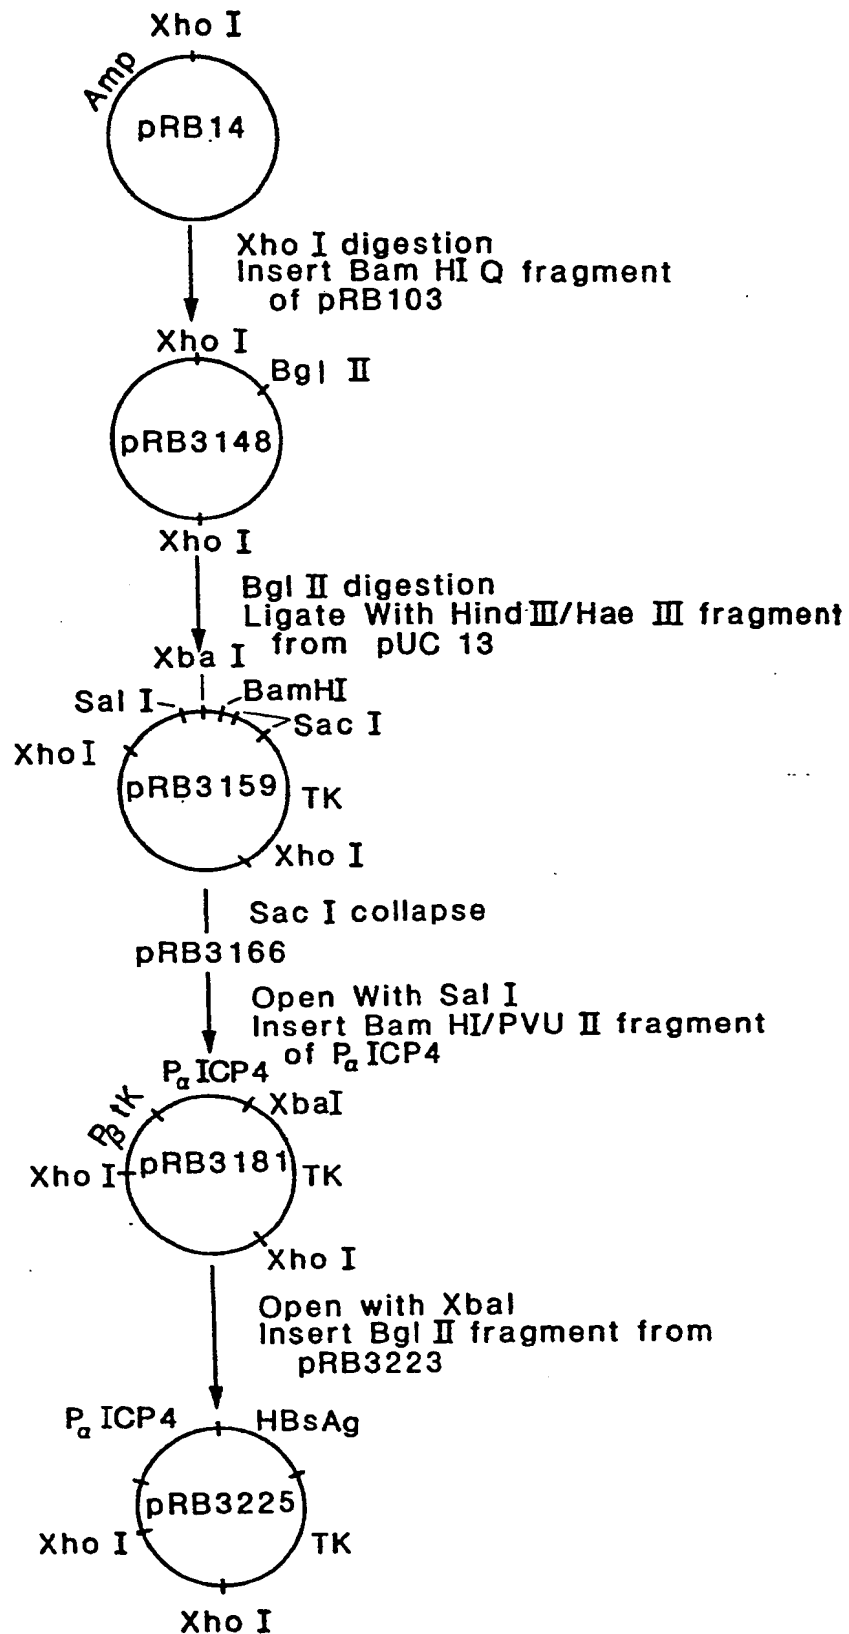 Xho I
Amp
pRB14
Xho I digestion
Insert Bam HI Q fragment
of pRB103
Xho I
Bgl II
pRB3148
Xho I
Bgl II digestion
Ligate With Hind III/Hae III fragment
from pUC 13
Xba I
Sal I
BamHI
Sac I
Xho I
pRB3159
TK
Xho I
Sac I collapse
pRB3166
Open With Sal I
Insert Bam HI/PVU II fragment
of Pα ICP4
Pα ICP4
Pβ tK
XbaI
Xho I
pRB3181
TK
Xho I
Open with XbaI
Insert Bgl II fragment from
pRB3223
Pα ICP4
HBsAg
pRB3225
Xho I
TK
Xho I